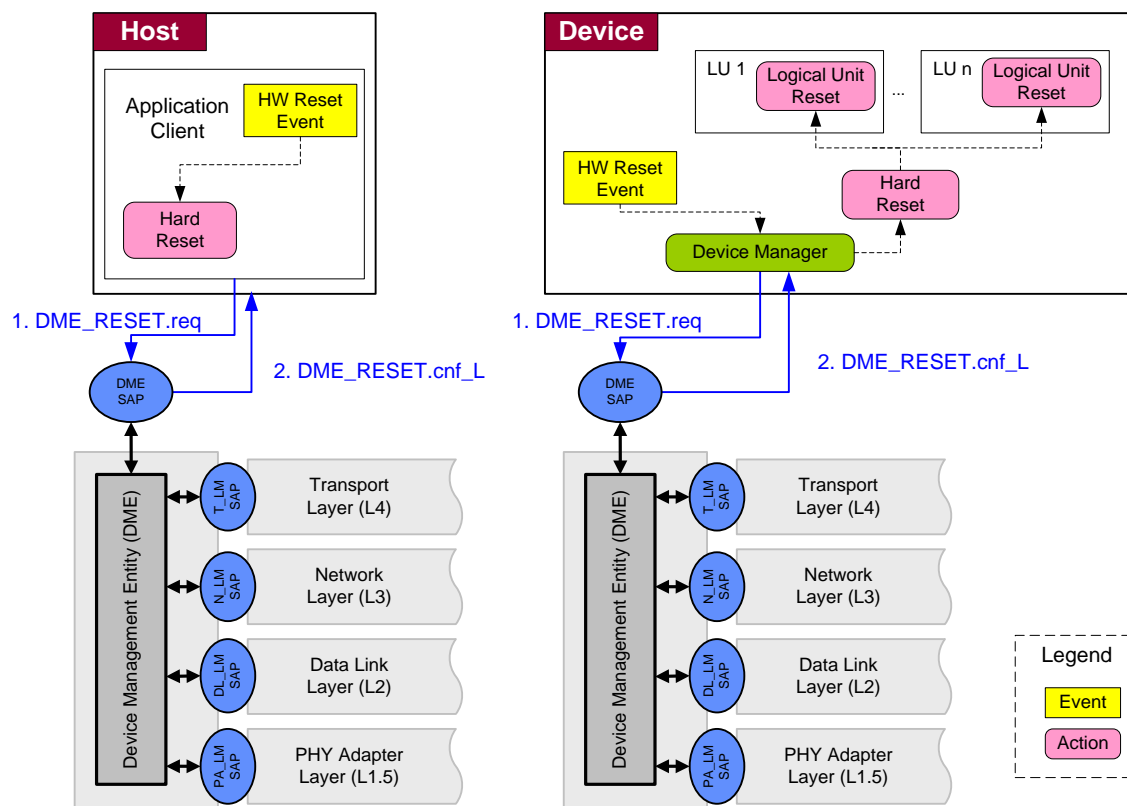 Host
Application
Client
HW Reset
Event
Hard
Reset
1. DME_RESET.req
2. DME_RESET.cnf_L
DME
SAP
Device Management Entity (DME)
T_LM
SAP
Transport
Layer (L4)
N_LM
SAP
Network
Layer (L3)
DL_LM
SAP
Data Link
Layer (L2)
PA_LM
SAP
PHY Adapter
Layer (L1.5)
Device
LU 1
Logical Unit
Reset
...
LU n
Logical Unit
Reset
HW Reset
Event
Hard
Reset
Device Manager
1. DME_RESET.req
2. DME_RESET.cnf_L
DME
SAP
Device Management Entity (DME)
T_LM
SAP
Transport
Layer (L4)
N_LM
SAP
Network
Layer (L3)
DL_LM
SAP
Data Link
Layer (L2)
PA_LM
SAP
PHY Adapter
Layer (L1.5)
Legend
Event
Action